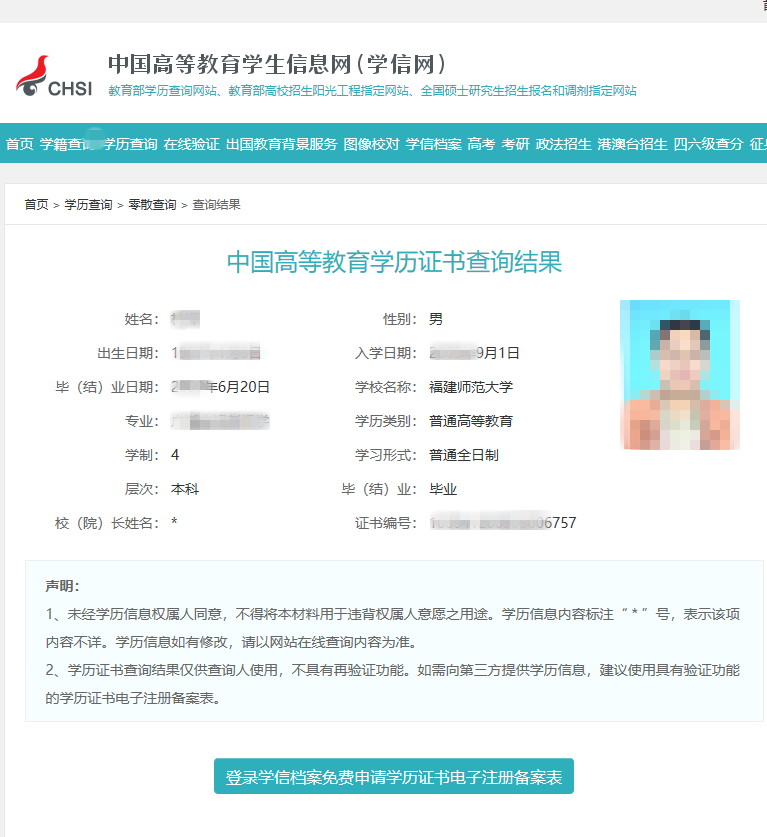 中国高等教育学生信息网（学信网）
CHSI
教育部学历查询网站、教育部高校招生阳光工程指定网站、全国硕士研究生招生报名和调剂指定网站
首页 学籍查 学历查询 在线验证 出国教育背景服务 图像校对 学信档案 高考 考研 政法招生 港澳台招生 四六级查分
首页 > 学历查询 > 零散查询 > 查询结果
中国高等教育学历证书查询结果
姓名： 性别： 男
出生日期： 1 入学日期： 2 9月1日
毕（结）业日期： 2 年6月20日 学校名称： 福建师范大学
专业： 学历类别： 普通高等教育
学制： 4 学习形式： 普通全日制
层次： 本科 毕（结）业： 毕业
校（院）长姓名： * 证书编号： 06757
声明：
1、未经学历信息权属人同意，不得将本材料用于违背权属人意愿之用途。学历信息内容标注“*”号，表示该项
内容不详。学历信息如有修改，请以网站在线查询内容为准。
2、学历证书查询结果仅供查询人使用，不具有再验证功能。如需向第三方提供学历信息，建议使用具有验证功能
的学历证书电子注册备案表。
登录学信档案免费申请学历证书电子注册备案表